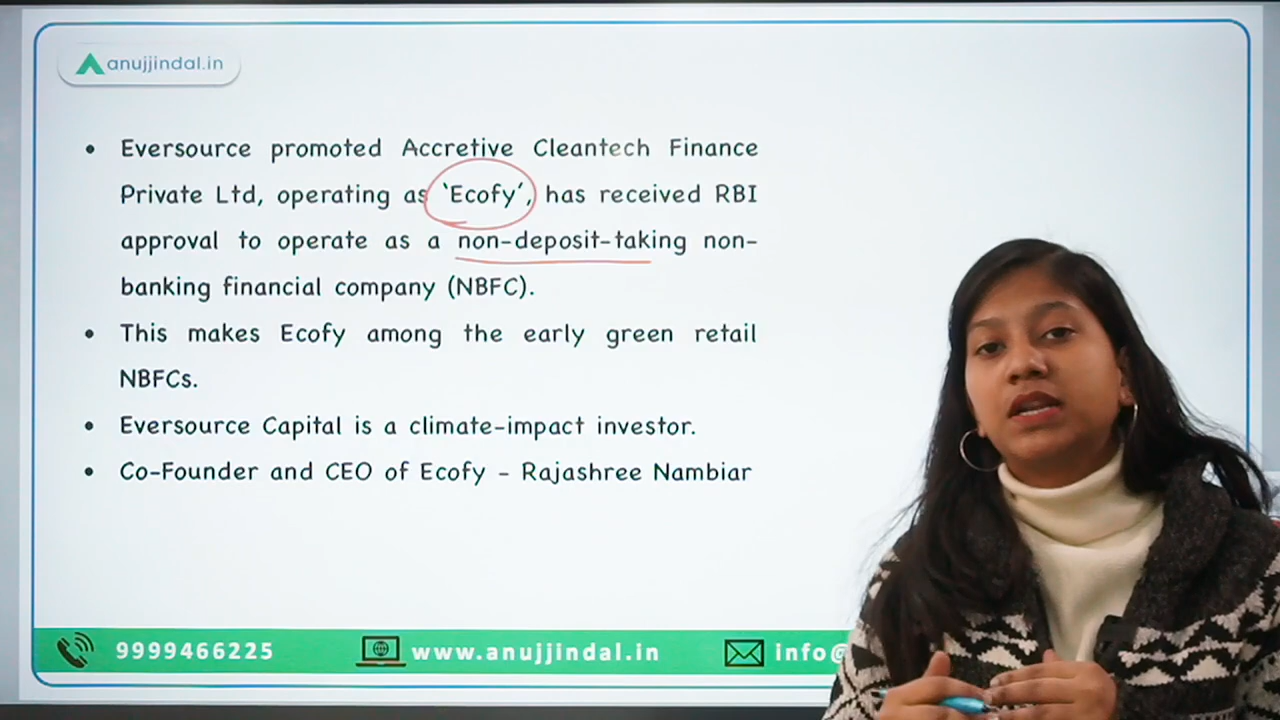 anujjindal.in
• Eversource promoted Accretive Cleantech Finance
Private Ltd, operating as 'Ecofy', has received RBI
approval to operate as a non-deposit-taking non-
banking financial company (NBFC).
• This makes Ecofy among the early green retail
NBFCs.
• Eversource Capital is a climate-impact investor.
• Co-Founder and CEO of Ecofy - Rajashree Nambiar
9999466225 www.anujjindal.in info@